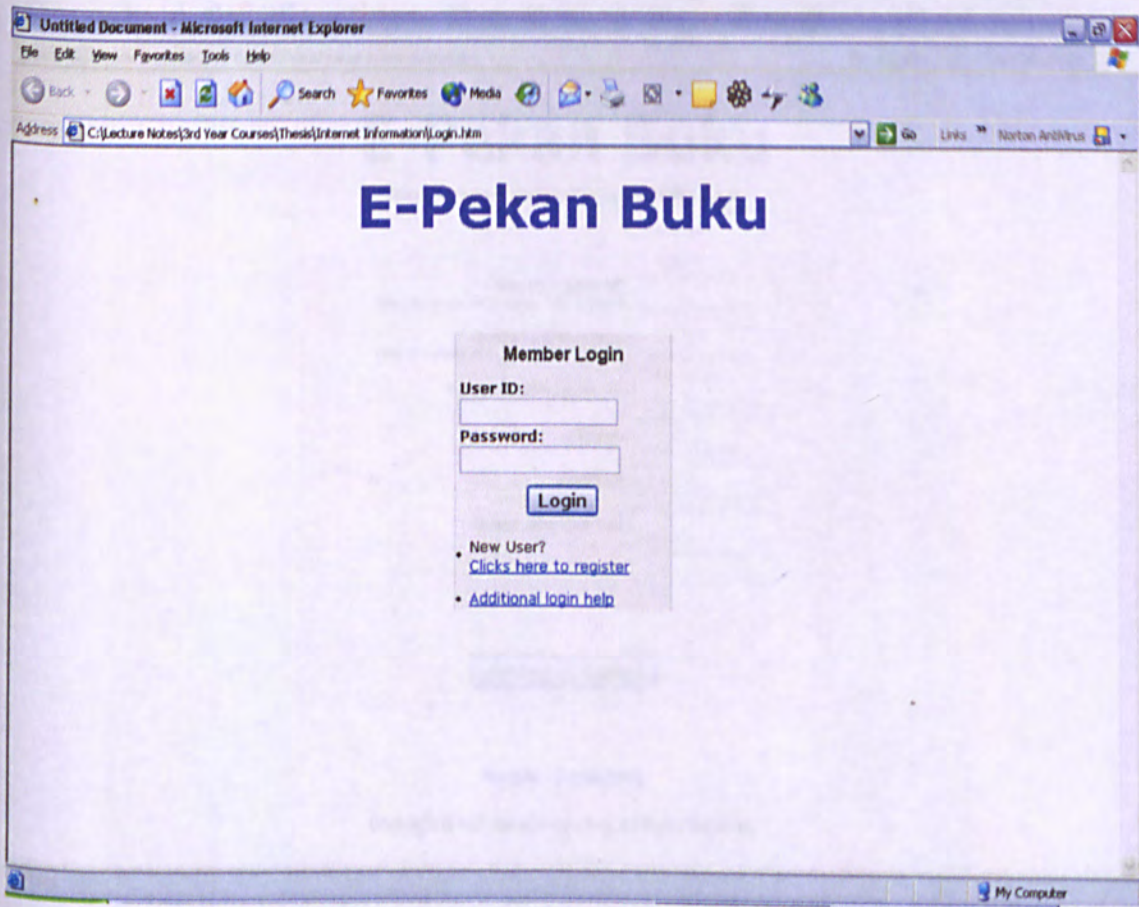 Untitled Document - Microsoft Internet Explorer
File Edit View Favorites Tools Help
Back Search Favorites Media
Address C:\Lecture Notes\3rd Year Courses\Thesis\Internet Information\Login.htm Go Links » Norton AntiVirus
E-Pekan Buku
Member Login
User ID:
Password:
Login
• New User?
Clicks here to register
• Additional login help
My Computer